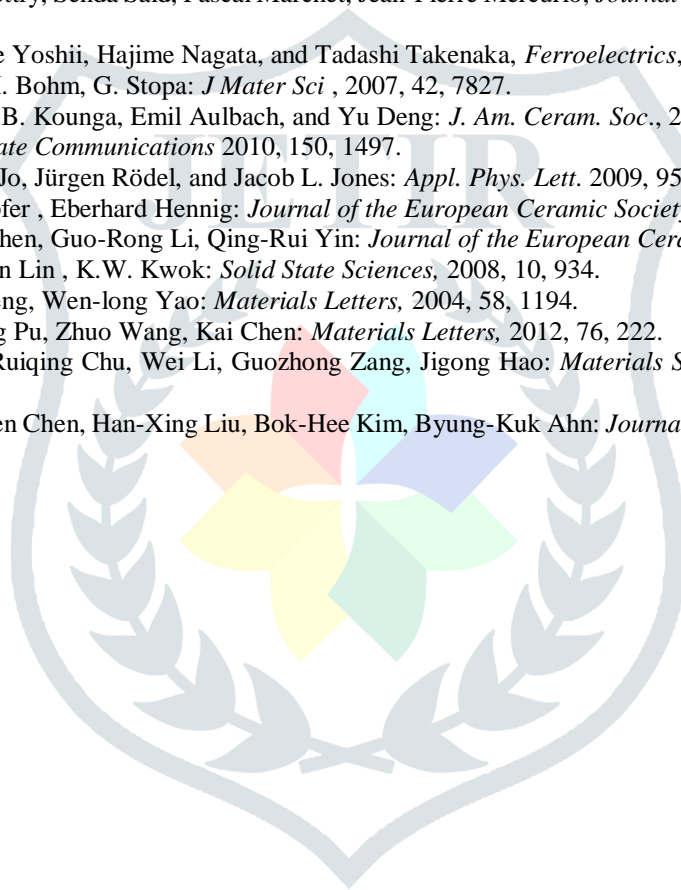 Senda Said, Pascal Marchet, Jean-Pierre Mercurio, Journal
e Yoshii, Hajime Nagata, and Tadashi Takenaka, Ferroelectrics,
. Bohm, G. Stopa: J Mater Sci , 2007, 42, 7827.
B. Kounga, Emil Aulbach, and Yu Deng: J. Am. Ceram. Soc., 2
ate Communications 2010, 150, 1497.
Jo, Jürgen Rödel, and Jacob L. Jones: Appl. Phys. Lett. 2009, 95
ofer , Eberhard Hennig: Journal of the European Ceramic Society
hen, Guo-Rong Li, Qing-Rui Yin: Journal of the European Cera
n Lin , K.W. Kwok: Solid State Sciences, 2008, 10, 934.
eng, Wen-long Yao: Materials Letters, 2004, 58, 1194.
g Pu, Zhuo Wang, Kai Chen: Materials Letters, 2012, 76, 222.
Ruiqing Chu, Wei Li, Guozhong Zang, Jigong Hao: Materials S
en Chen, Han-Xing Liu, Bok-Hee Kim, Byung-Kuk Ahn: Journa
JETIR